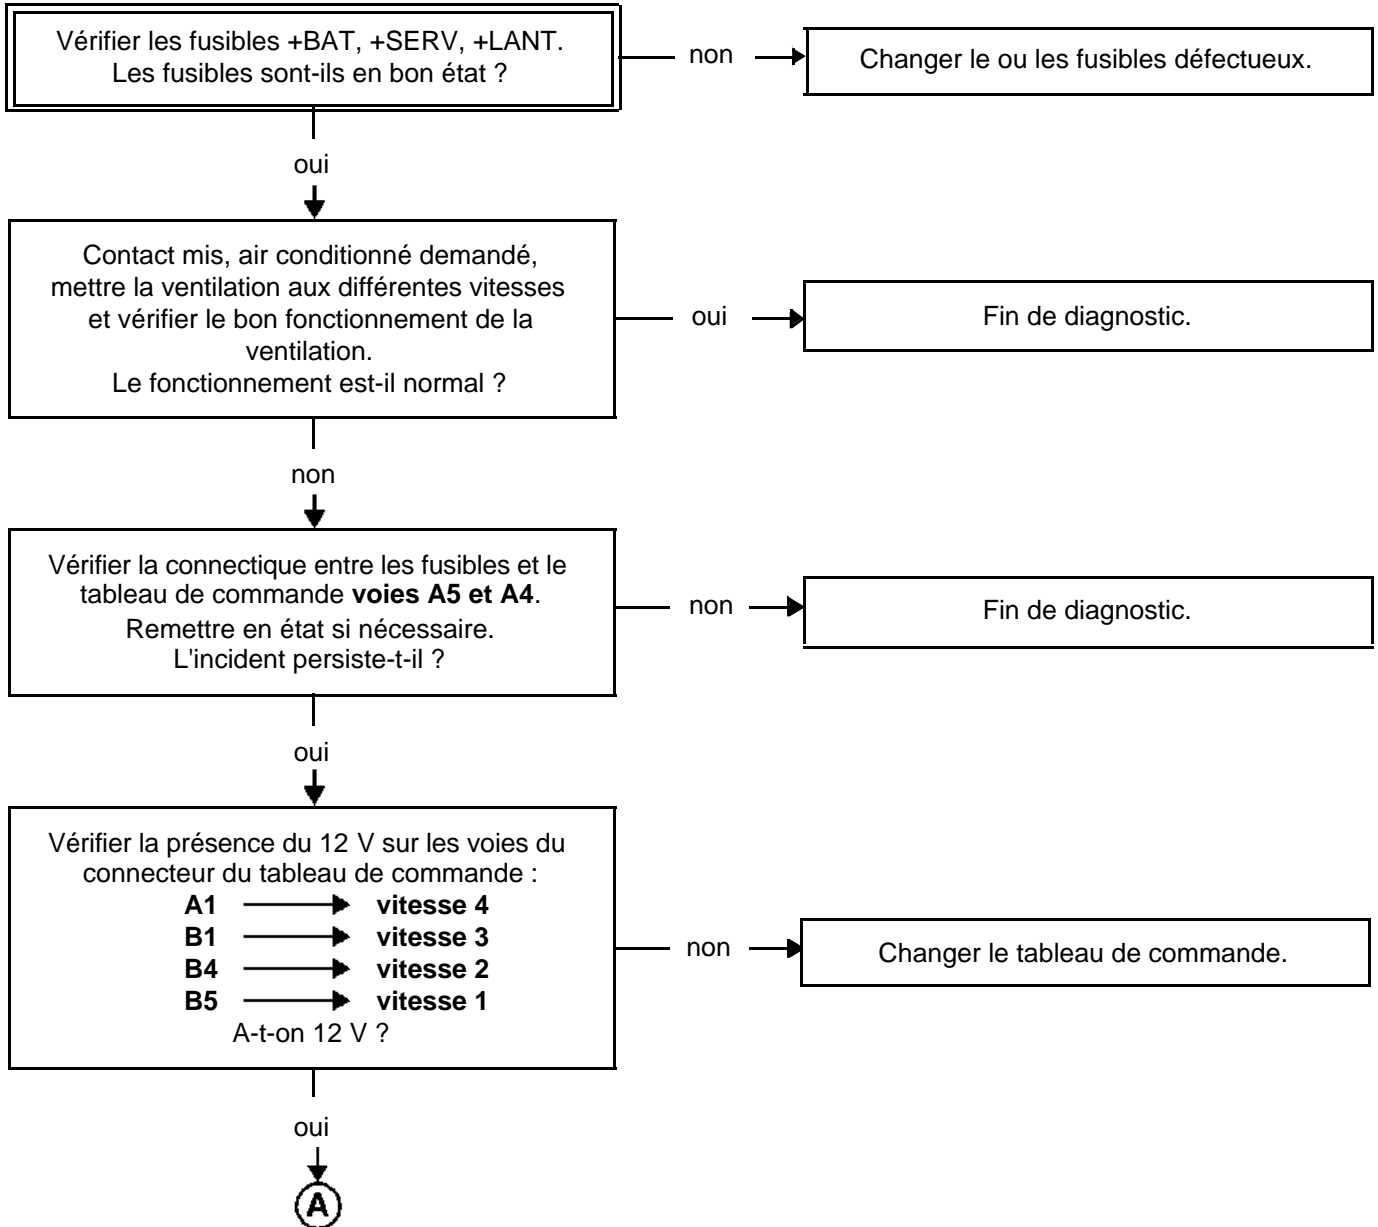 Vérifier les fusibles +BAT, +SERV, +LANT.
Les fusibles sont-ils en bon état ?
non
Changer le ou les fusibles défectueux.
oui
Contact mis, air conditionné demandé,
mettre la ventilation aux différentes vitesses
et vérifier le bon fonctionnement de la
ventilation.
Le fonctionnement est-il normal ?
oui
Fin de diagnostic.
non
Vérifier la connectique entre les fusibles et le
tableau de commande voies A5 et A4.
Remettre en état si nécessaire.
L'incident persiste-t-il ?
non
Fin de diagnostic.
oui
Vérifier la présence du 12 V sur les voies du
connecteur du tableau de commande :
A1 vitesse 4
B1 vitesse 3
B4 vitesse 2
B5 vitesse 1
A-t-on 12 V ?
non
Changer le tableau de commande.
oui
A